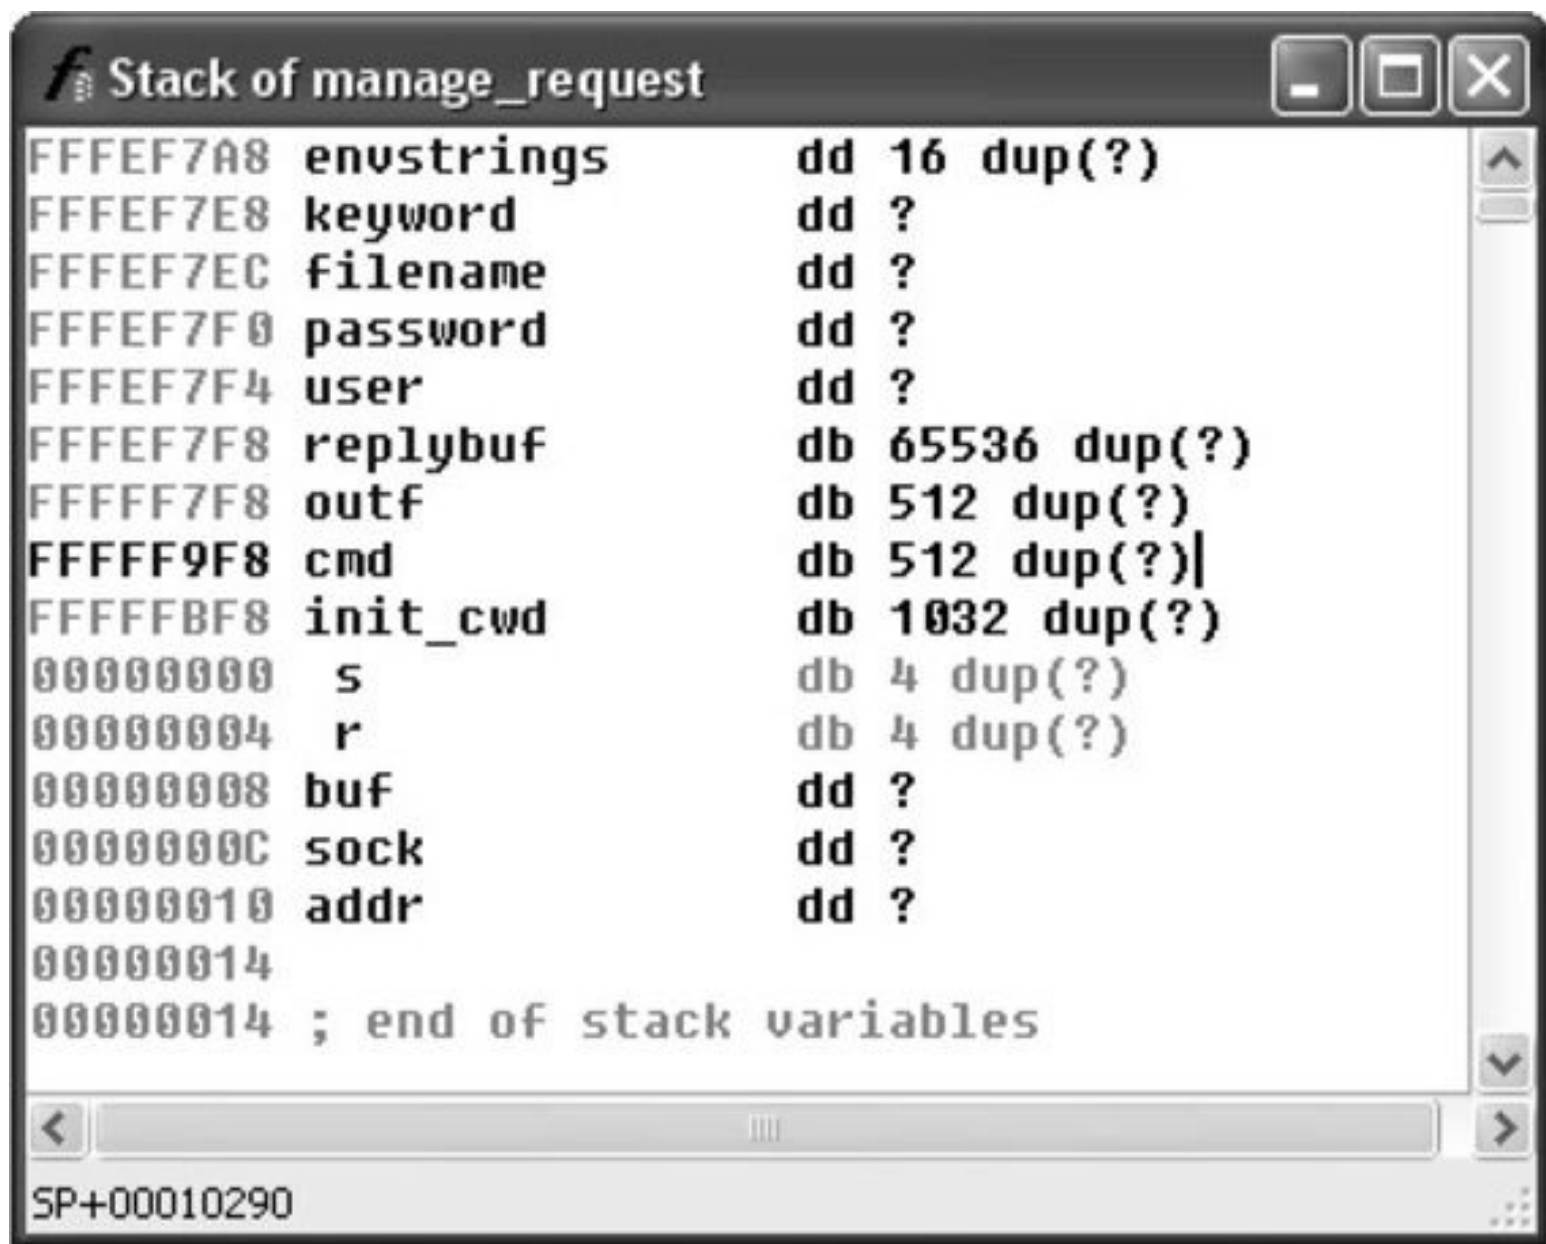 Stack of manage_request
FFFEF7A8 envstrings dd 16 dup(?)
FFFEF7E8 keyword dd ?
FFFEF7EC filename dd ?
FFFEF7F0 password dd ?
FFFEF7F4 user dd ?
FFFEF7F8 replybuf db 65536 dup(?)
FFFFF7F8 outf db 512 dup(?)
FFFFF9F8 cmd db 512 dup(?)
FFFFFBF8 init_cwd db 1032 dup(?)
00000000 s db 4 dup(?)
00000004 r db 4 dup(?)
00000008 buf dd ?
0000000C sock dd ?
00000010 addr dd ?
00000014
00000014 ; end of stack variables
SP+00010290